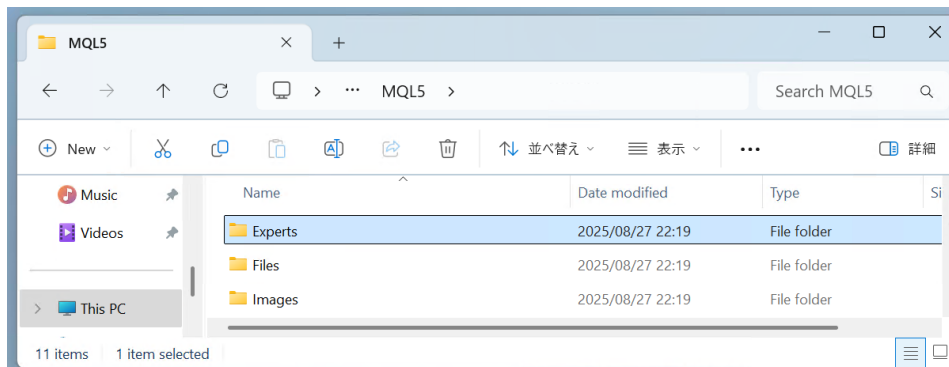 MQL5
MQL5
Search MQL5
New
並べ替え
表示
詳細
Music
Videos
This PC
Name Date modified Type Si
Experts 2025/08/27 22:19 File folder
Files 2025/08/27 22:19 File folder
Images 2025/08/27 22:19 File folder
11 items 1 item selected